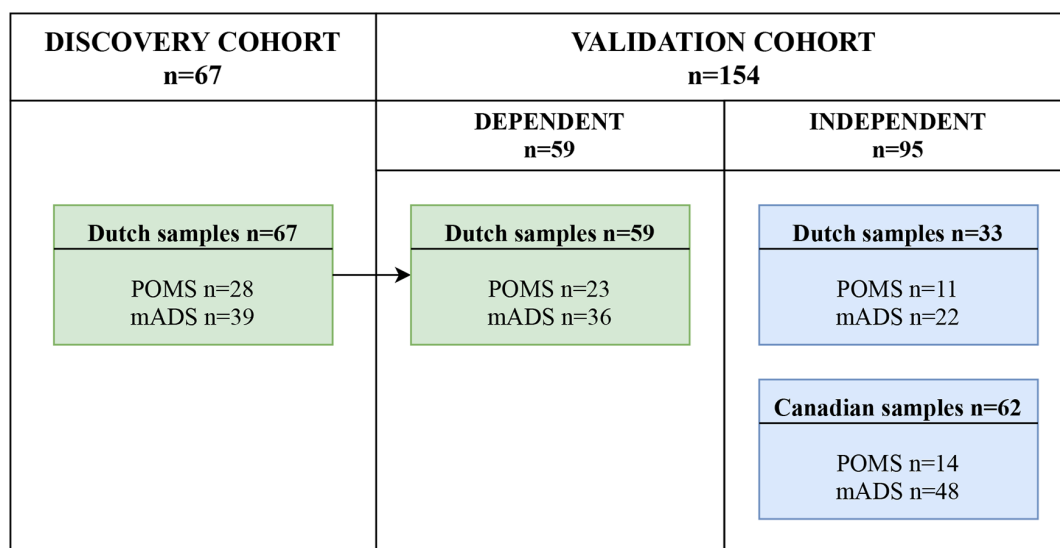 DISCOVERY COHORT
n=67
VALIDATION COHORT
n=154
DEPENDENT
n=59
INDEPENDENT
n=95
Dutch samples n=67
POMS n=28
mADS n=39
Dutch samples n=59
POMS n=23
mADS n=36
Dutch samples n=33
POMS n=11
mADS n=22
Canadian samples n=62
POMS n=14
mADS n=48